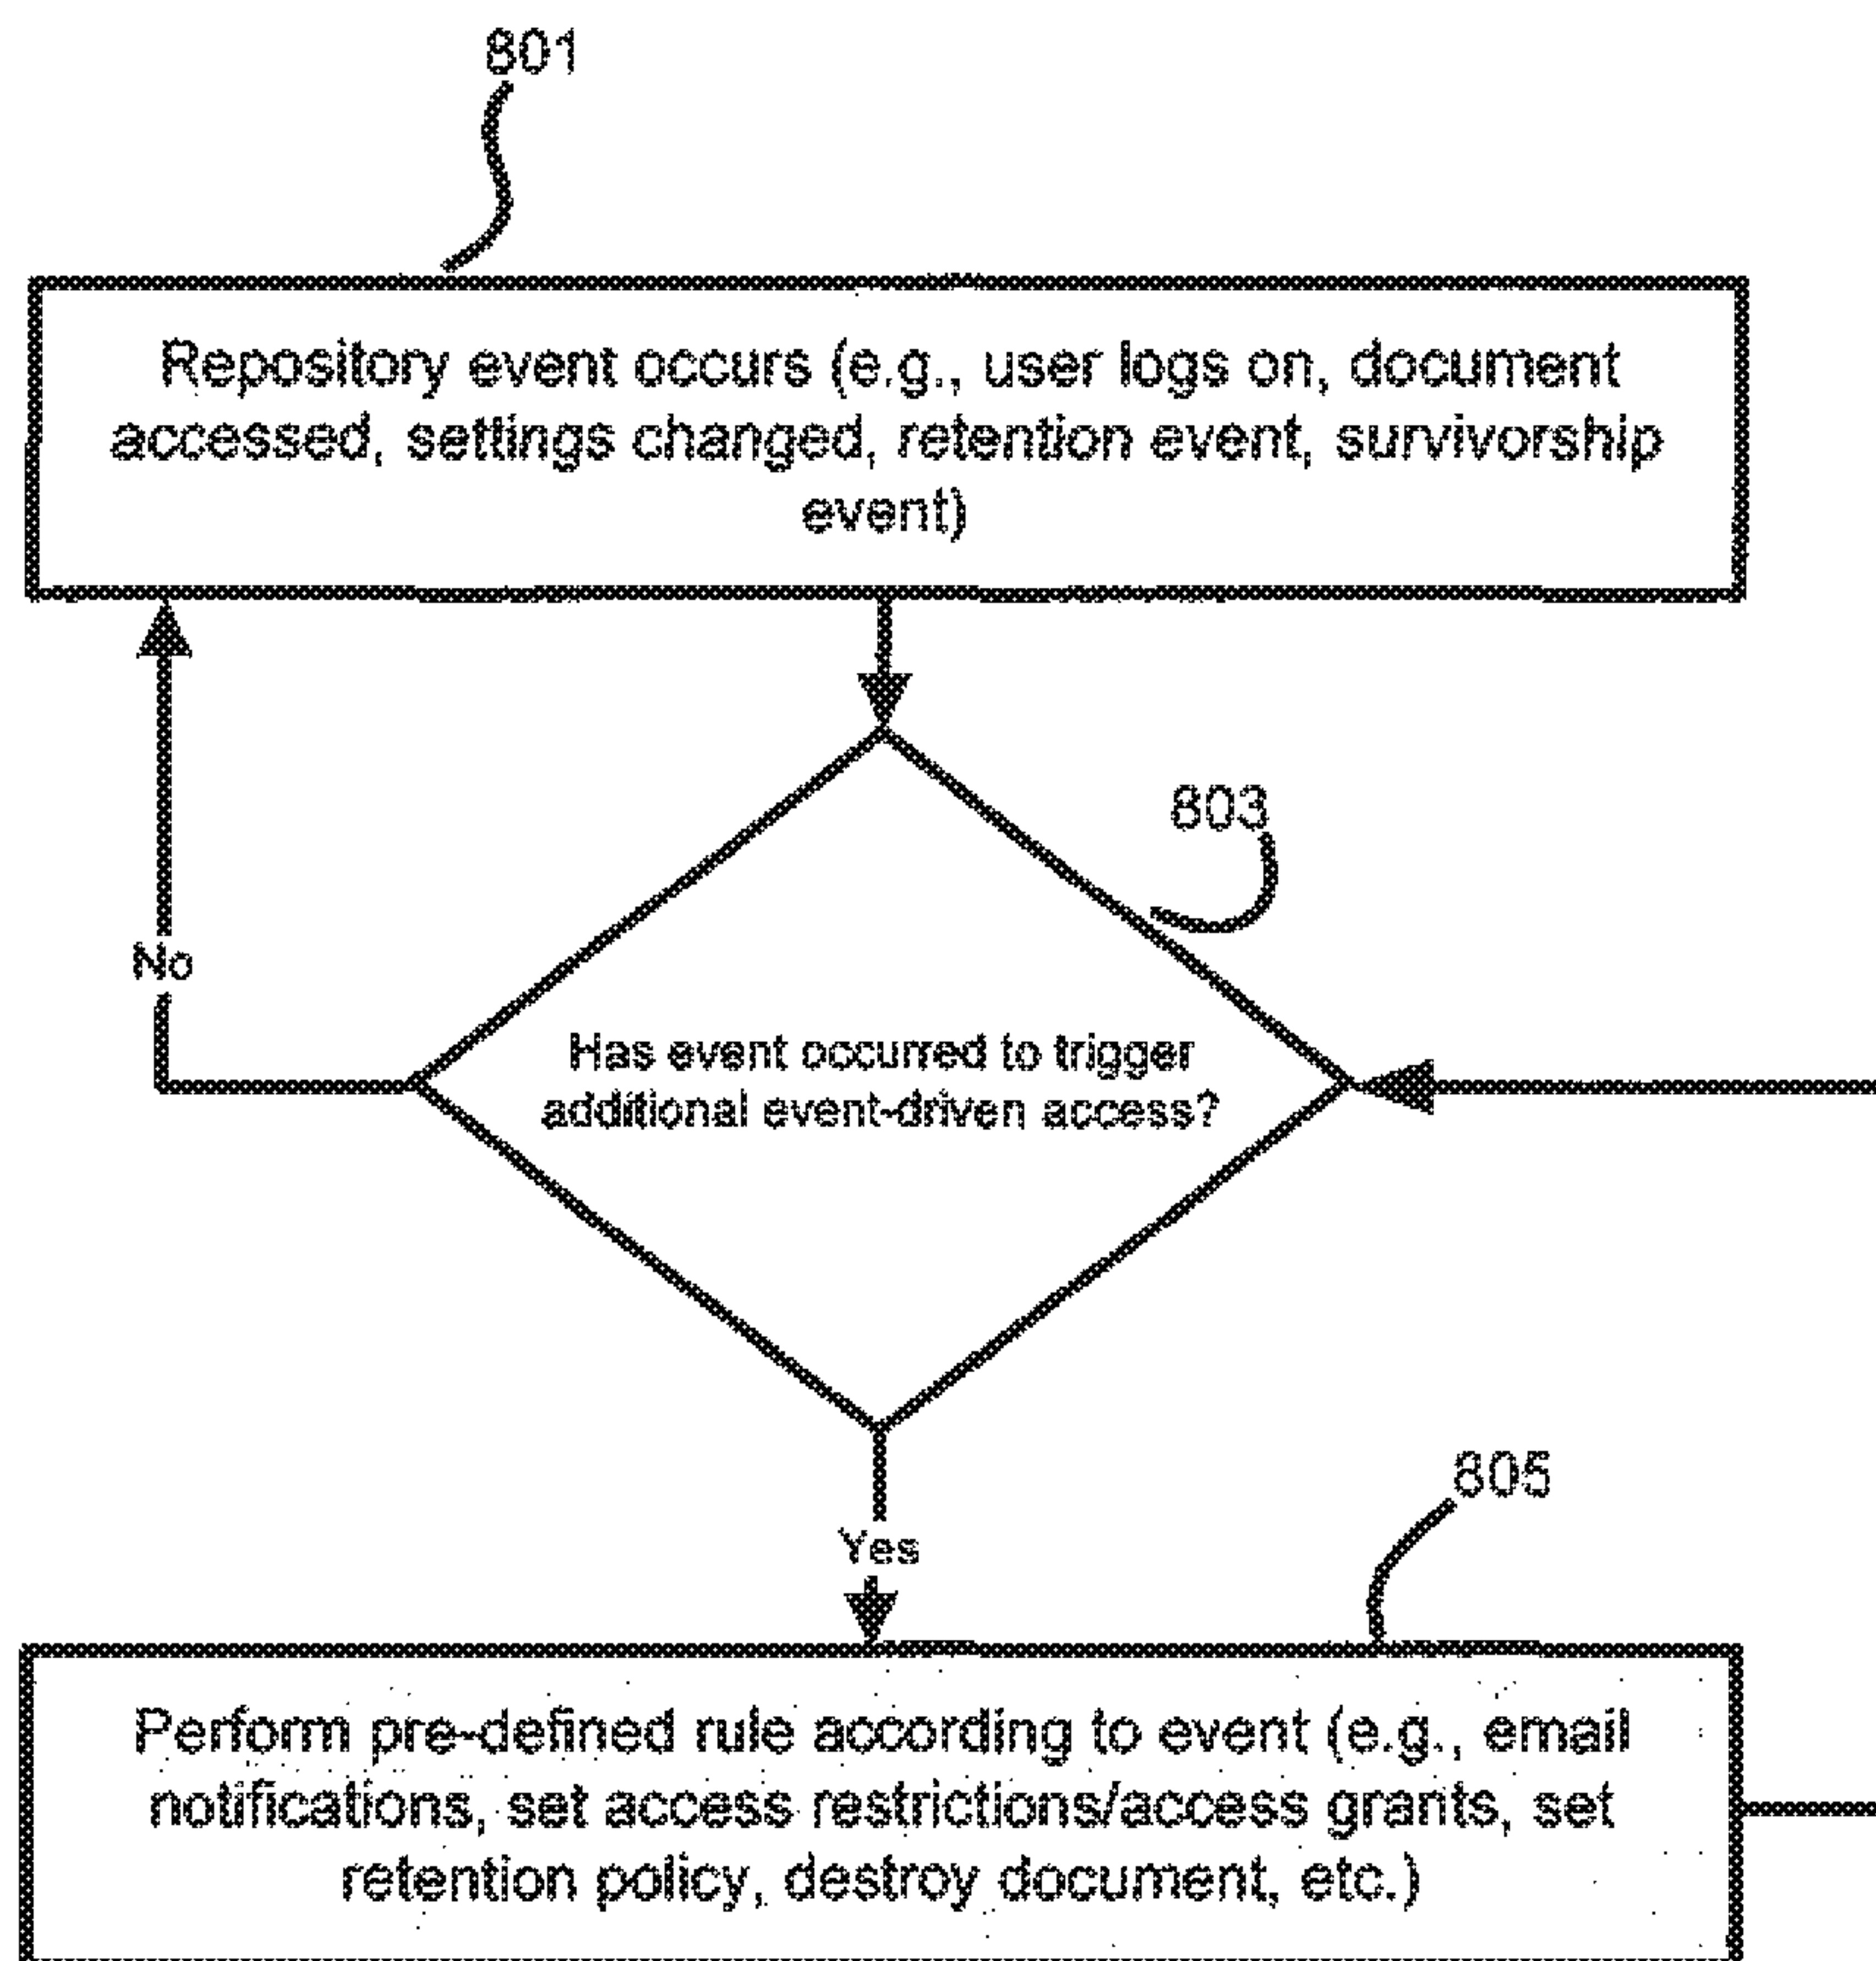 801
Repository event occurs (e.g., user logs on, document
accessed, settings changed, retention event, survivorship
event)
803
No
Has event occurred to trigger
additional event-driven access?
805
Yes
Perform pre-defined rule according to event (e.g., email
notifications, set access restrictions/access grants, set
retention policy, destroy document, etc.)